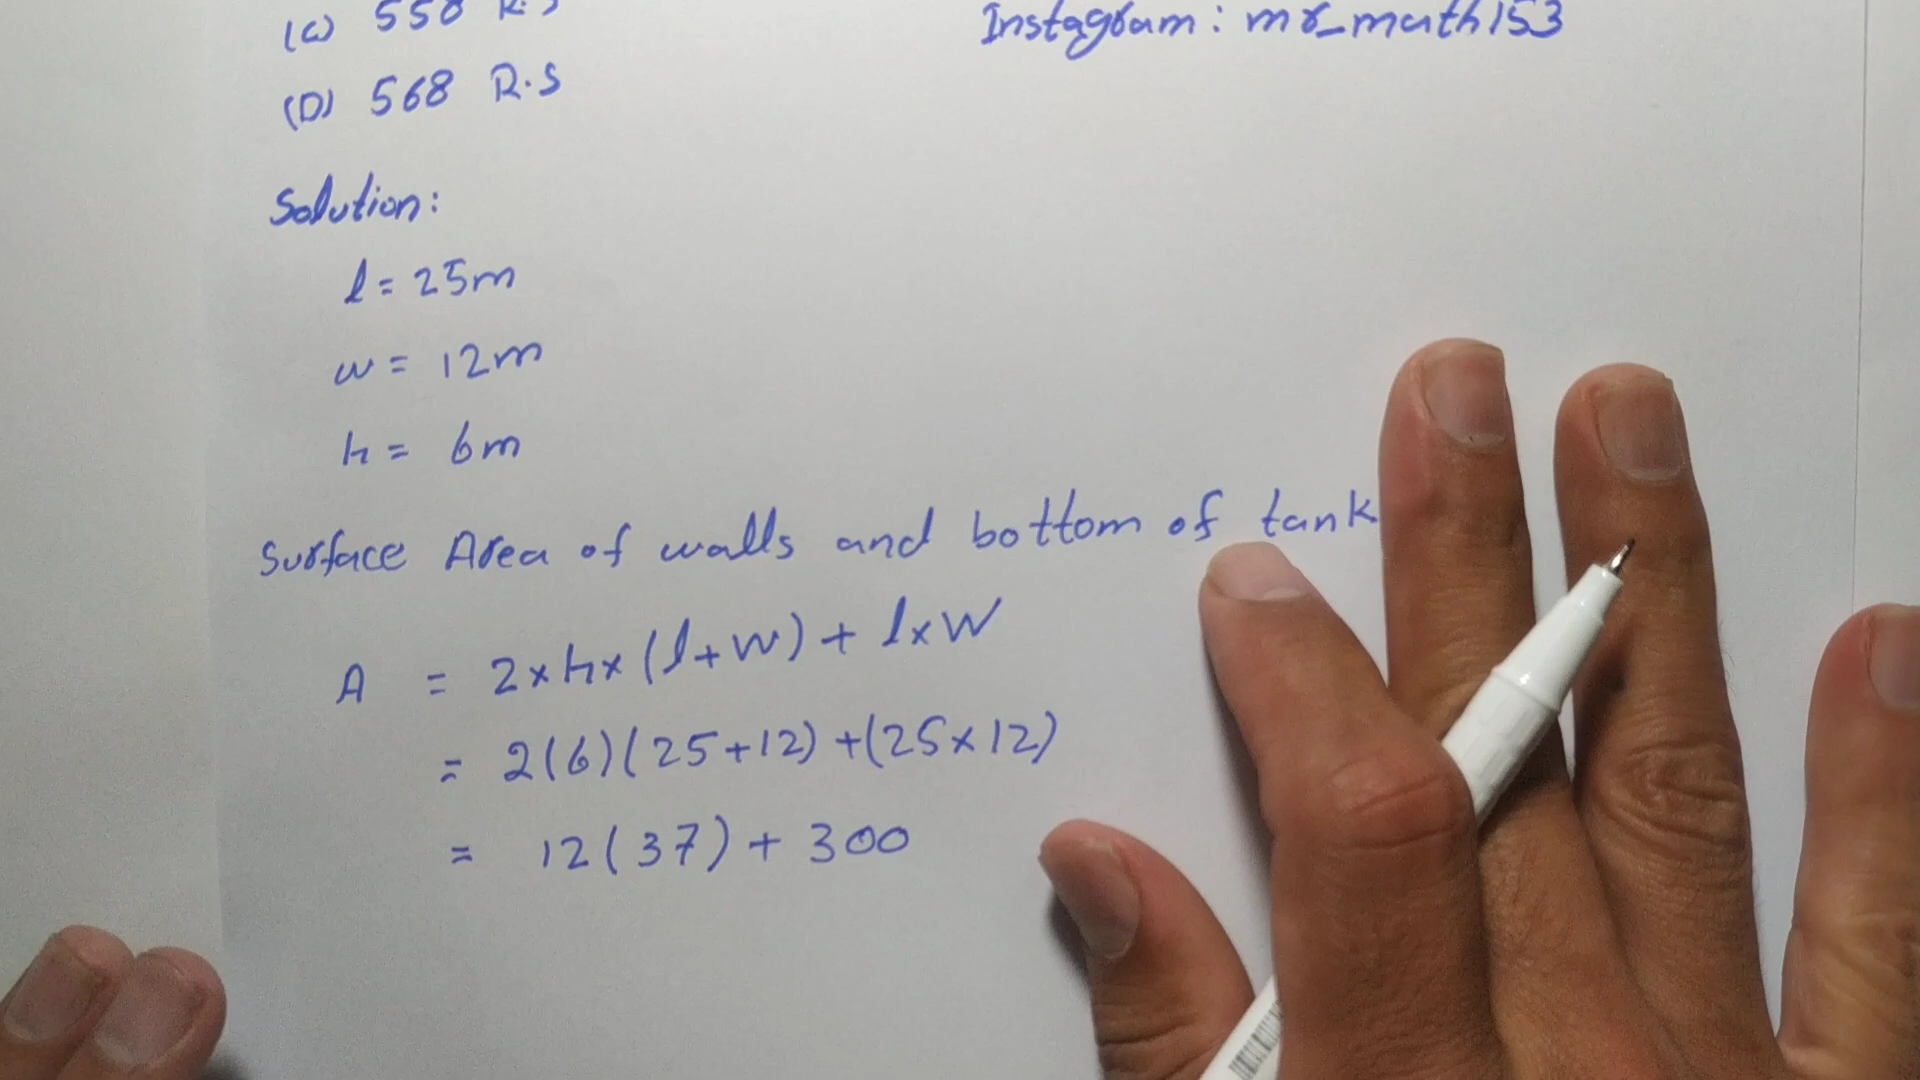 (C) 558 R.S
Instagram: mr_math153
(D) 568 R.S
Solution:
l = 25m
w = 12m
h = 6m
Surface Area of walls and bottom of tank
A = 2×h×(l+w)+l×w
= 2(6)(25+12)+(25×12)
= 12(37)+300